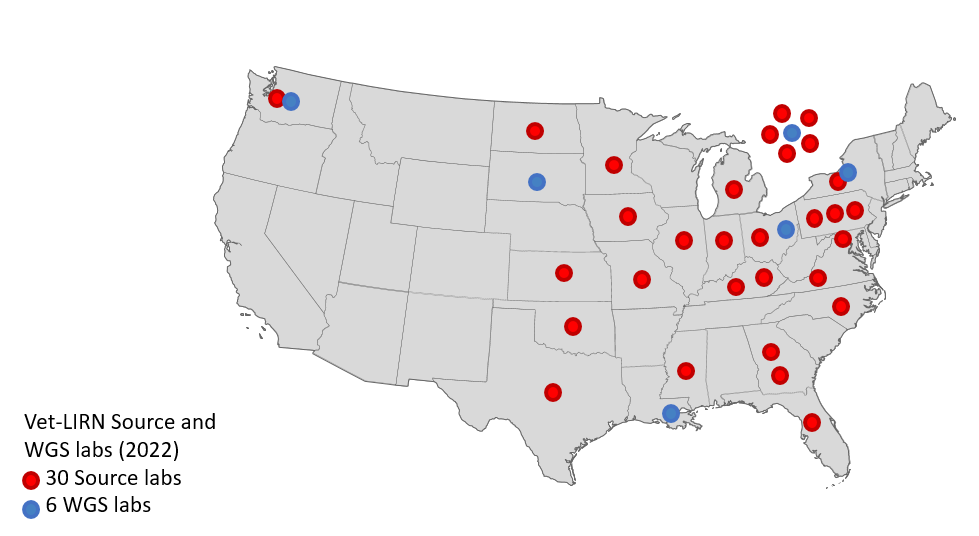 Vet-LIRN Source and
WGS labs (2022)
30 Source labs
6 WGS labs